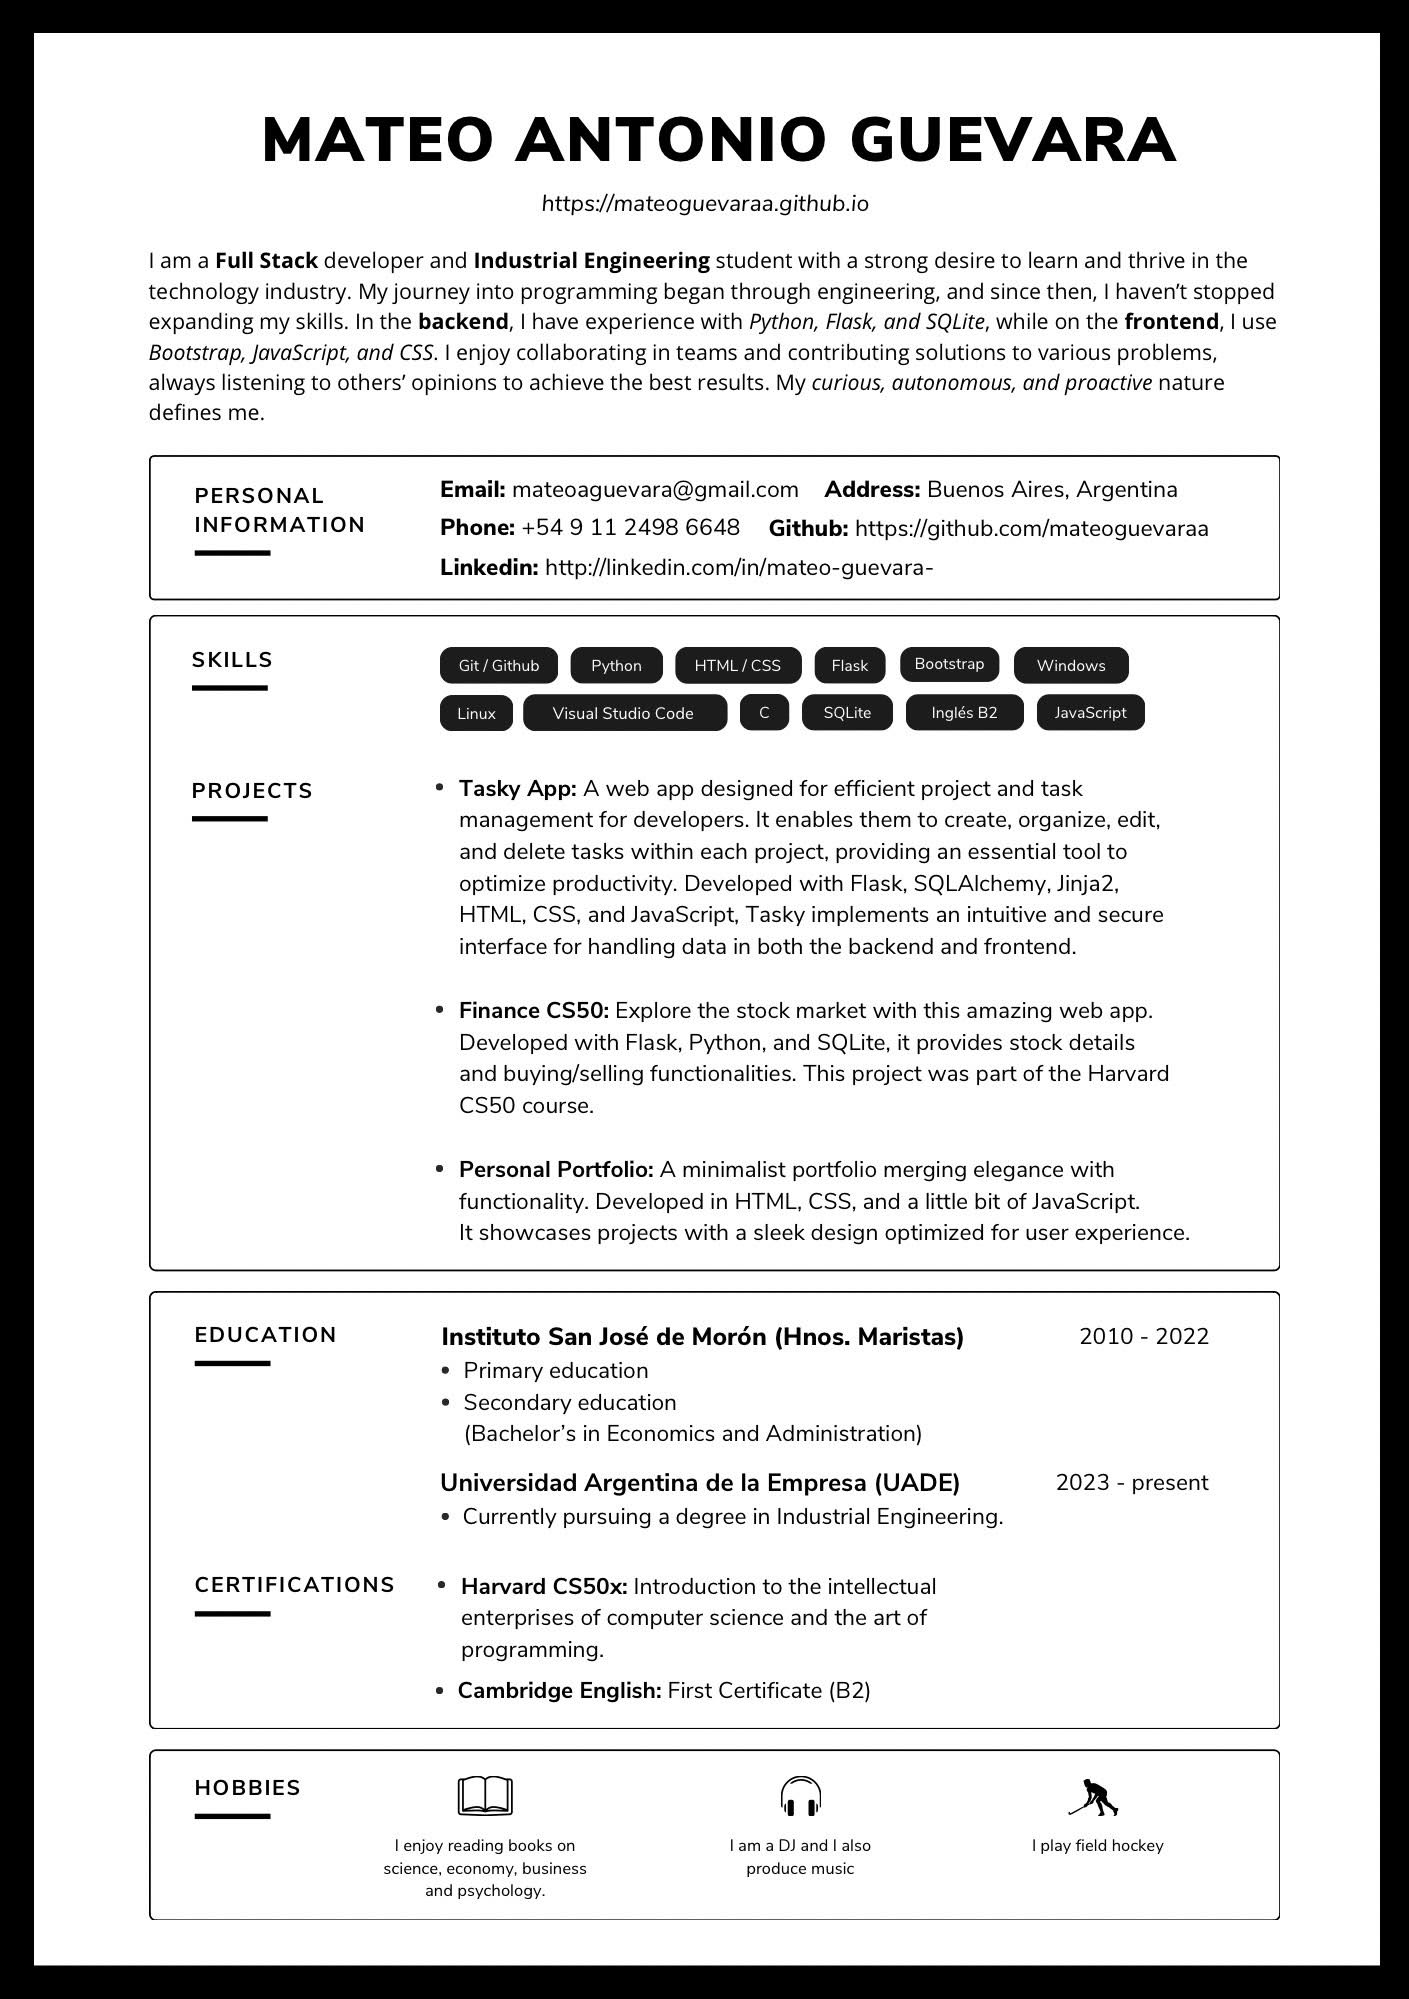 MATEO ANTONIO GUEVARA
https://mateoguevaraa.github.io
I am a Full Stack developer and Industrial Engineering student with a strong desire to learn and thrive in the
technology industry. My journey into programming began through engineering, and since then, I haven’t stopped
expanding my skills. In the backend, I have experience with Python, Flask, and SQLite, while on the frontend, I use
Bootstrap, JavaScript, and CSS. I enjoy collaborating in teams and contributing solutions to various problems,
always listening to others’ opinions to achieve the best results. My curious, autonomous, and proactive nature
defines me.
PERSONAL
INFORMATION
Email: mateoaguevara@gmail.com Address: Buenos Aires, Argentina
Phone: +54 9 11 2498 6648 Github: https://github.com/mateoguevaraa
Linkedin: http://linkedin.com/in/mateo-guevara-
SKILLS
Git / Github Python HTML / CSS Flask Bootstrap Windows
Linux Visual Studio Code C SQLite Inglés B2 JavaScript
PROJECTS
• Tasky App: A web app designed for efficient project and task
management for developers. It enables them to create, organize, edit,
and delete tasks within each project, providing an essential tool to
optimize productivity. Developed with Flask, SQLAlchemy, Jinja2,
HTML, CSS, and JavaScript, Tasky implements an intuitive and secure
interface for handling data in both the backend and frontend.
• Finance CS50: Explore the stock market with this amazing web app.
Developed with Flask, Python, and SQLite, it provides stock details
and buying/selling functionalities. This project was part of the Harvard
CS50 course.
• Personal Portfolio: A minimalist portfolio merging elegance with
functionality. Developed in HTML, CSS, and a little bit of JavaScript.
It showcases projects with a sleek design optimized for user experience.
EDUCATION
Instituto San José de Morón (Hnos. Maristas) 2010 - 2022
• Primary education
• Secondary education
(Bachelor’s in Economics and Administration)
Universidad Argentina de la Empresa (UADE) 2023 - present
• Currently pursuing a degree in Industrial Engineering.
CERTIFICATIONS
• Harvard CS50x: Introduction to the intellectual
enterprises of computer science and the art of
programming.
• Cambridge English: First Certificate (B2)
HOBBIES
I enjoy reading books on
science, economy, business
and psychology.
I am a DJ and I also
produce music
I play field hockey